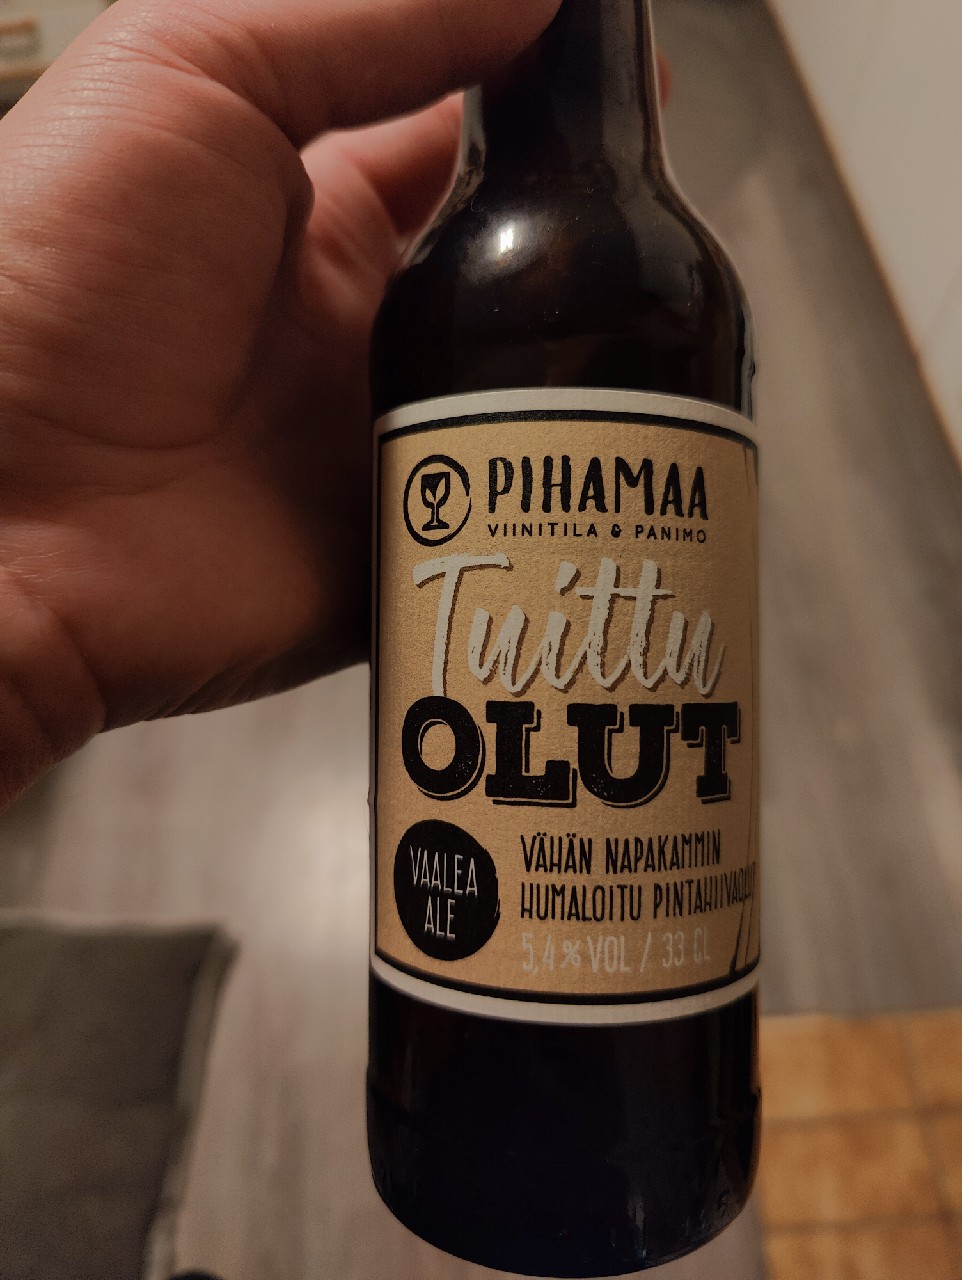 PIHAMAA
VIINITILA & PANIMO
Tuittu
OLUT
VAALEA
ALE
VÄHÄN NAPAKAMMIN
HUMALOITU PINTAHIIVAOLUT
5,4 % VOL / 33 CL